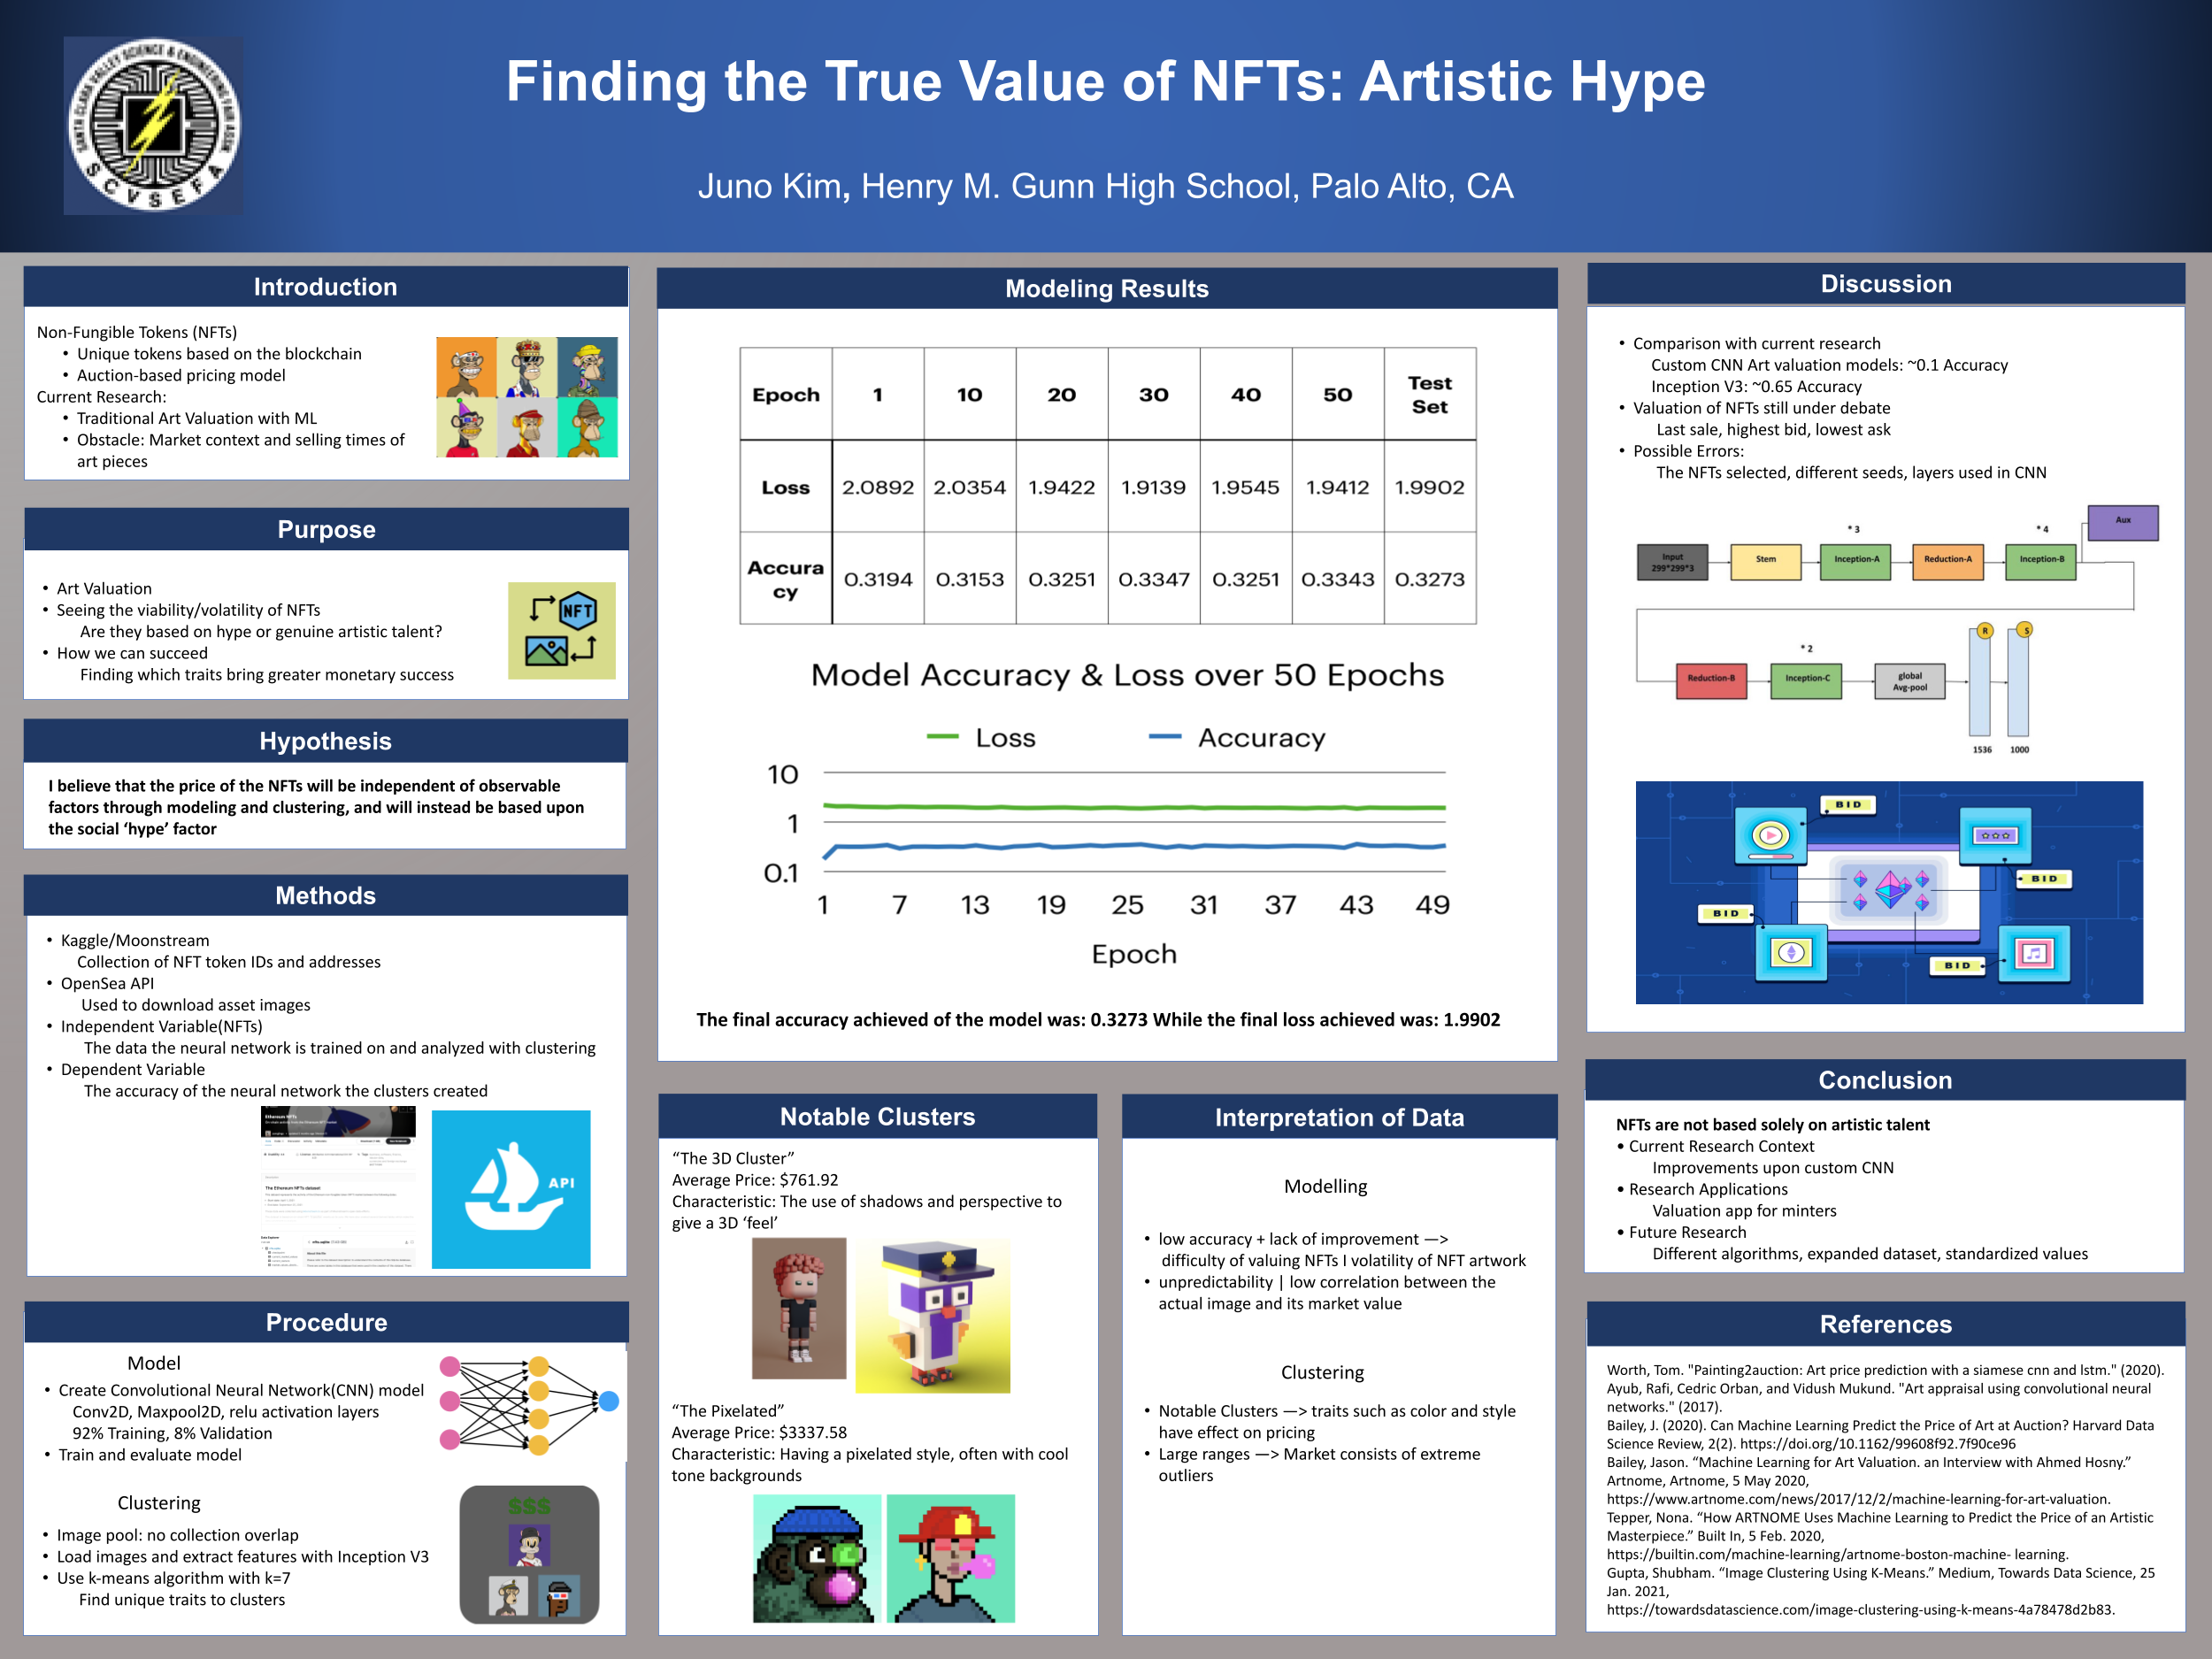 SANTA CLARA VALLEY SCIENCE & ENGINEERING FAIR ASSN
SCVSEFA
Finding the True Value of NFTs: Artistic Hype
Juno Kim, Henry M. Gunn High School, Palo Alto, CA
Introduction
Non-Fungible Tokens (NFTs)
• Unique tokens based on the blockchain
• Auction-based pricing model
Current Research:
• Traditional Art Valuation with ML
• Obstacle: Market context and selling times of
art pieces
Purpose
• Art Valuation
• Seeing the viability/volatility of NFTs
Are they based on hype or genuine artistic talent?
• How we can succeed
Finding which traits bring greater monetary success
NFT
Hypothesis
I believe that the price of the NFTs will be independent of observable
factors through modeling and clustering, and will instead be based upon
the social ‘hype’ factor
Methods
• Kaggle/Moonstream
Collection of NFT token IDs and addresses
• OpenSea API
Used to download asset images
• Independent Variable(NFTs)
The data the neural network is trained on and analyzed with clustering
• Dependent Variable
The accuracy of the neural network the clusters created
Ethereum NFTs
The Ethereum NFTs dataset
API
Procedure
Model
• Create Convolutional Neural Network(CNN) model
Conv2D, Maxpool2D, relu activation layers
92% Training, 8% Validation
• Train and evaluate model
Clustering
• Image pool: no collection overlap
• Load images and extract features with Inception V3
• Use k-means algorithm with k=7
Find unique traits to clusters
$$$
Modeling Results
Epoch 1 10 20 30 40 50 Test
Set
Loss 2.0892 2.0354 1.9422 1.9139 1.9545 1.9412 1.9902
Accura
cy 0.3194 0.3153 0.3251 0.3347 0.3251 0.3343 0.3273
Model Accuracy & Loss over 50 Epochs
Loss Accuracy
10
1
0.1
1 7 13 19 25 31 37 43 49
Epoch
The final accuracy achieved of the model was: 0.3273 While the final loss achieved was: 1.9902
Notable Clusters
“The 3D Cluster”
Average Price: $761.92
Characteristic: The use of shadows and perspective to
give a 3D ‘feel’
“The Pixelated”
Average Price: $3337.58
Characteristic: Having a pixelated style, often with cool
tone backgrounds
Interpretation of Data
Modelling
• low accuracy + lack of improvement —>
difficulty of valuing NFTs I volatility of NFT artwork
• unpredictability | low correlation between the
actual image and its market value
Clustering
• Notable Clusters —> traits such as color and style
have effect on pricing
• Large ranges —> Market consists of extreme
outliers
Discussion
• Comparison with current research
Custom CNN Art valuation models: ~0.1 Accuracy
Inception V3: ~0.65 Accuracy
• Valuation of NFTs still under debate
Last sale, highest bid, lowest ask
• Possible Errors:
The NFTs selected, different seeds, layers used in CNN
* 3 * 4 Aux
Input
299*299*3
Stem Inception-A Reduction-A Inception-B
R S
* 2
Reduction-B Inception-C global
Avg-pool
1536 1000
BID
BID
BID
BID
Conclusion
NFTs are not based solely on artistic talent
• Current Research Context
Improvements upon custom CNN
• Research Applications
Valuation app for minters
• Future Research
Different algorithms, expanded dataset, standardized values
References
Worth, Tom. "Painting2auction: Art price prediction with a siamese cnn and lstm." (2020).
Ayub, Rafi, Cedric Orban, and Vidush Mukund. "Art appraisal using convolutional neural
networks." (2017).
Bailey, J. (2020). Can Machine Learning Predict the Price of Art at Auction? Harvard Data
Science Review, 2(2). https://doi.org/10.1162/99608f92.7f90ce96
Bailey, Jason. “Machine Learning for Art Valuation. an Interview with Ahmed Hosny.”
Artnome, Artnome, 5 May 2020,
https://www.artnome.com/news/2017/12/2/machine-learning-for-art-valuation.
Tepper, Nona. “How ARTNOME Uses Machine Learning to Predict the Price of an Artistic
Masterpiece.” Built In, 5 Feb. 2020,
https://builtin.com/machine-learning/artnome-boston-machine- learning.
Gupta, Shubham. “Image Clustering Using K-Means.” Medium, Towards Data Science, 25
Jan. 2021,
https://towardsdatascience.com/image-clustering-using-k-means-4a78478d2b83.